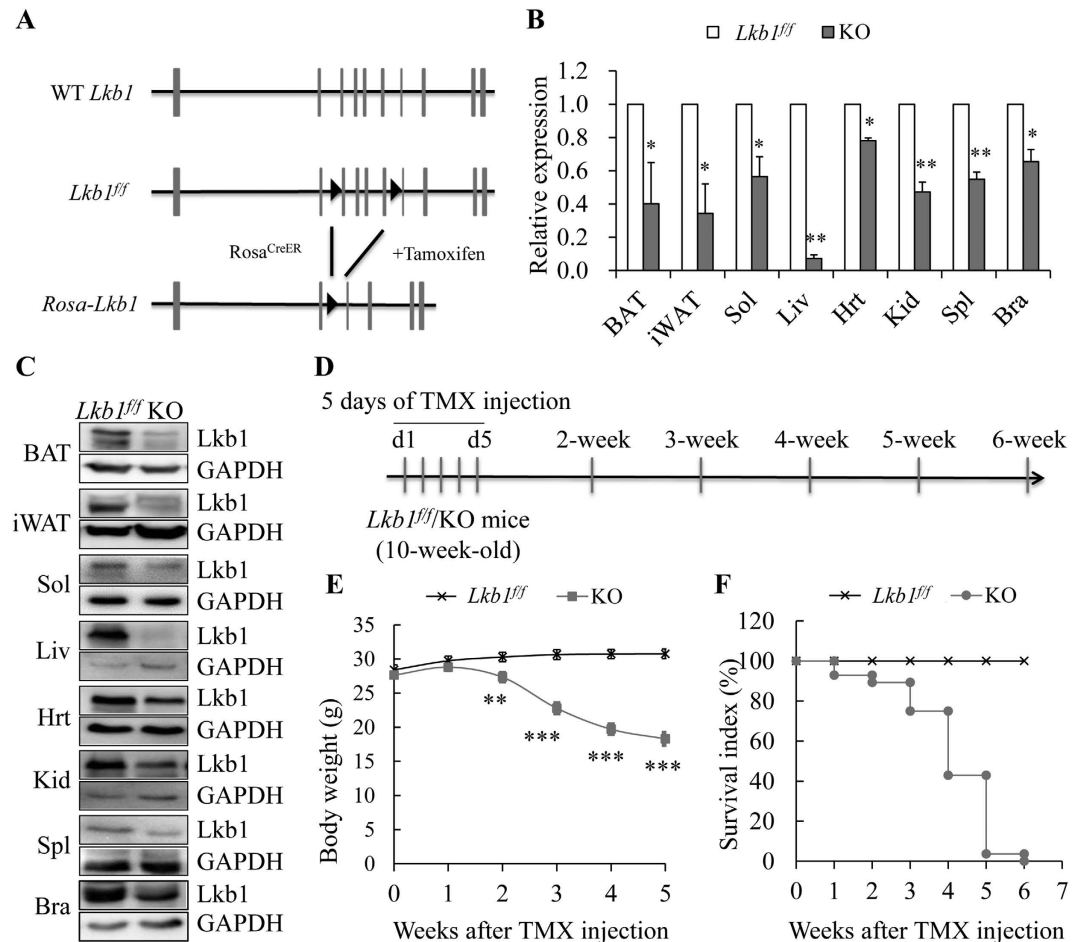 A
WT Lkb1
Lkb1f/f
RosaCreER
+Tamoxifen
Rosa-Lkb1
B
Lkb1f/f KO
Relative expression
1.2
1.0
0.8
0.6
0.4
0.2
0.0
* * * ** * ** ** *
BAT iWAT Sol Liv Hrt Kid Spl Bra
C
Lkb1f/f KO
BAT
Lkb1
GAPDH
iWAT
Lkb1
GAPDH
Sol
Lkb1
GAPDH
Liv
Lkb1
GAPDH
Hrt
Lkb1
GAPDH
Kid
Lkb1
GAPDH
Spl
Lkb1
GAPDH
Bra
Lkb1
GAPDH
D
5 days of TMX injection
d1 d5 2-week 3-week 4-week 5-week 6-week
Lkb1f/f/KO mice
(10-week-old)
E
Lkb1f/f KO
Body weight (g)
35
30
25
20
15
10
5
0
** *** *** ***
0 1 2 3 4 5
Weeks after TMX injection
F
Lkb1f/f KO
Survival index (%)
120
100
80
60
40
20
0
0 1 2 3 4 5 6 7
Weeks after TMX injection